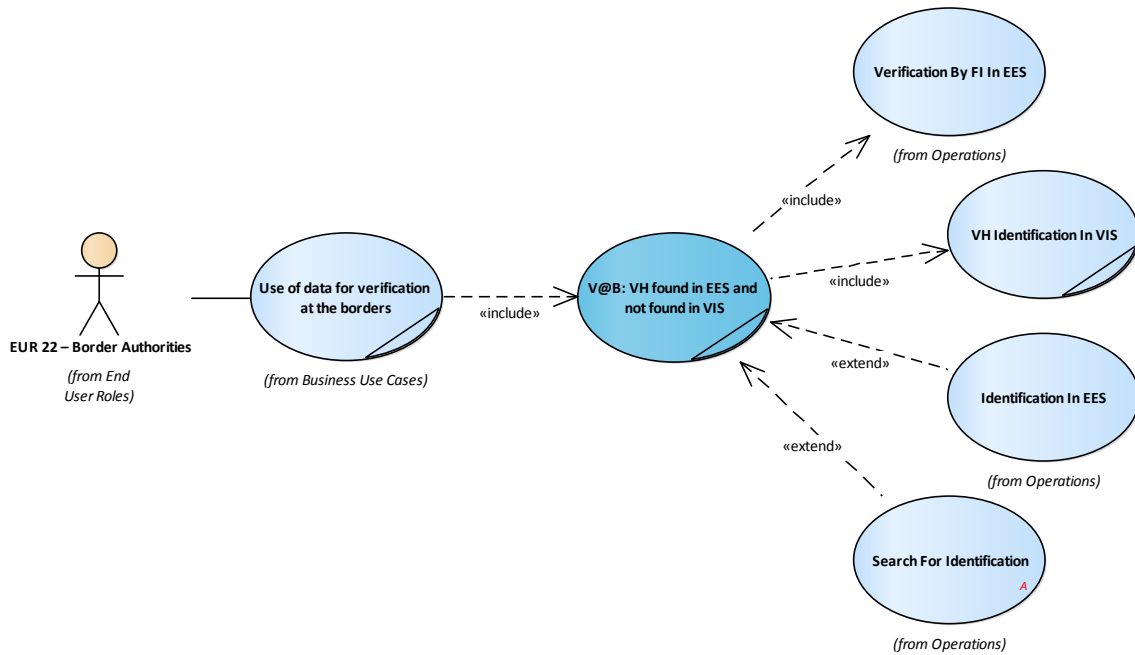 EUR 22 – Border Authorities
(from End
User Roles)
Use of data for verification
at the borders
(from Business Use Cases)
«include»
V@B: VH found in EES and
not found in VIS
Verification By FI In EES
(from Operations)
«include»
VH Identification In VIS
«include»
Identification In EES
(from Operations)
«extend»
Search For Identification
A
(from Operations)
«extend»